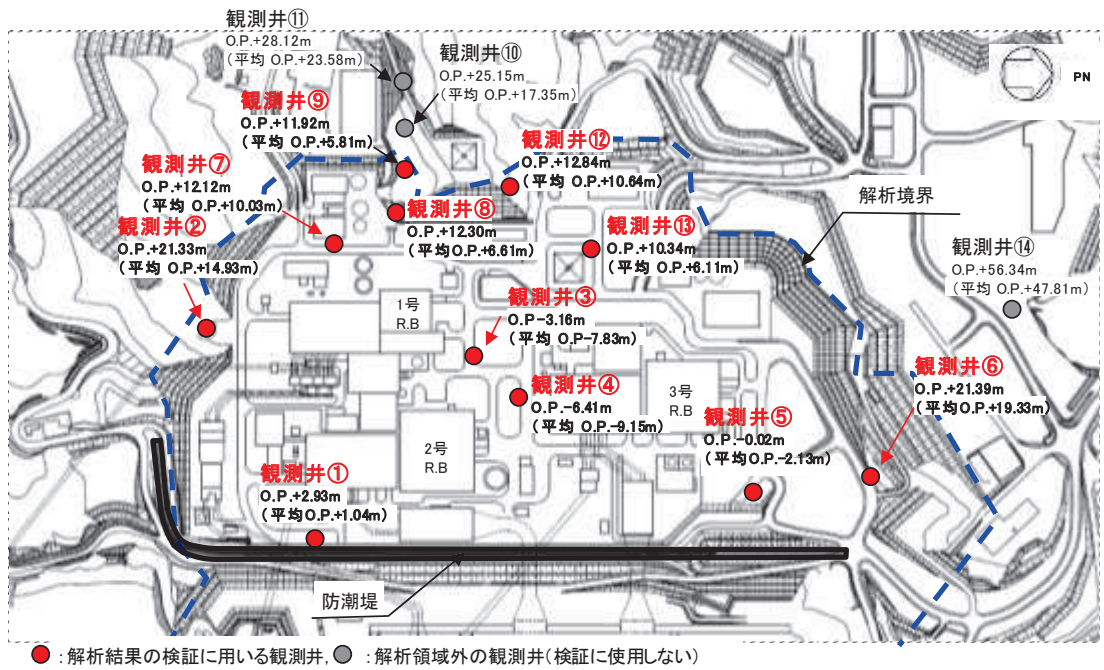 観測井⑪
O.P.+28.12m
(平均 O.P.+23.58m)
観測井⑩
O.P.+25.15m
(平均 O.P.+17.35m)
PN
観測井⑨
O.P.+11.92m
(平均 O.P.+5.81m)
観測井⑫
O.P.+12.84m
(平均 O.P.+10.64m)
観測井⑦
O.P.+12.12m
(平均 O.P.+10.03m)
観測井⑧
O.P.+12.30m
(平均 O.P.+6.61m)
解析境界
観測井②
O.P.+21.33m
(平均 O.P.+14.93m)
観測井⑬
O.P.+10.34m
(平均 O.P.+6.11m)
観測井⑭
O.P.+56.34m
(平均 O.P.+47.81m)
観測井③
O.P-3.16m
(平均 O.P-7.83m)
1号
R.B
観測井④
O.P.-6.41m
(平均 O.P.-9.15m)
3号
R.B
観測井⑥
O.P.+21.39m
(平均O.P.+19.33m)
観測井⑤
O.P.-0.02m
(平均O.P.-2.13m)
2号
R.B
観測井①
O.P.+2.93m
(平均O.P.+1.04m)
防潮堤
:解析結果の検証に用いる観測井, :解析領域外の観測井(検証に使用しない)